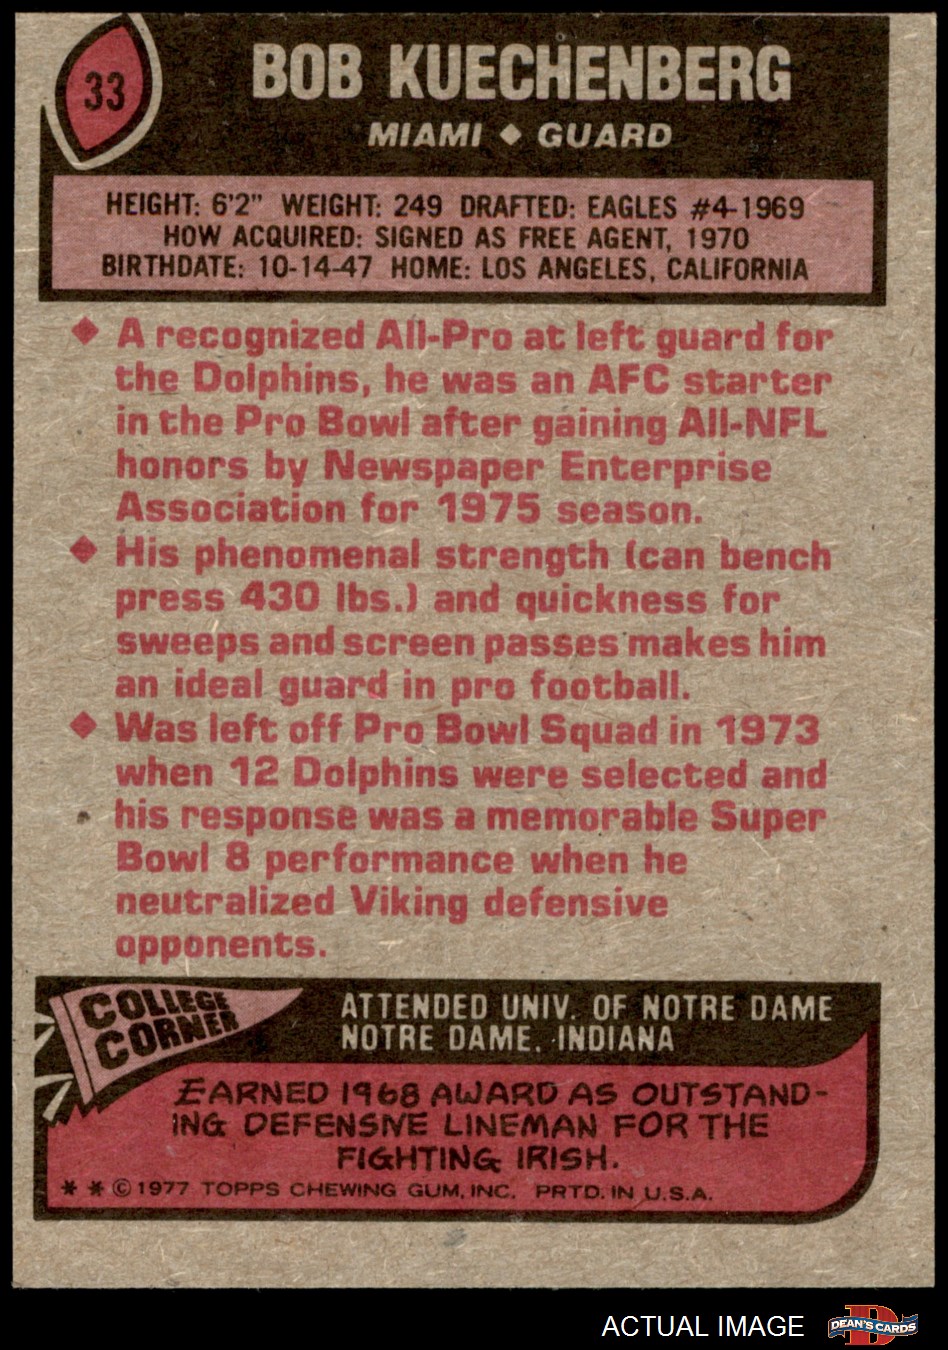 33
BOB KUECHENBERG
MIAMI ◆ GUARD
HEIGHT: 6'2" WEIGHT: 249 DRAFTED: EAGLES #4-1969
HOW ACQUIRED: SIGNED AS FREE AGENT, 1970
BIRTHDATE: 10-14-47 HOME: LOS ANGELES, CALIFORNIA
◆ A recognized All-Pro at left guard for
the Dolphins, he was an AFC starter
in the Pro Bowl after gaining All-NFL
honors by Newspaper Enterprise
Association for 1975 season.
◆ His phenomenal strength (can bench
press 430 lbs.) and quickness for
sweeps and screen passes makes him
an ideal guard in pro football.
◆ Was left off Pro Bowl Squad in 1973
when 12 Dolphins were selected and
his response was a memorable Super
Bowl 8 performance when he
neutralized Viking defensive
opponents.
COLLEGE
CORNER
ATTENDED UNIV. OF NOTRE DAME
NOTRE DAME, INDIANA
EARNED 1968 AWARD AS OUTSTAND-
ING DEFENSIVE LINEMAN FOR THE
FIGHTING IRISH.
* * © 1977 TOPPS CHEWING GUM, INC. PRTD. IN U.S.A.
ACTUAL IMAGE
D
DEAN'S CARDS